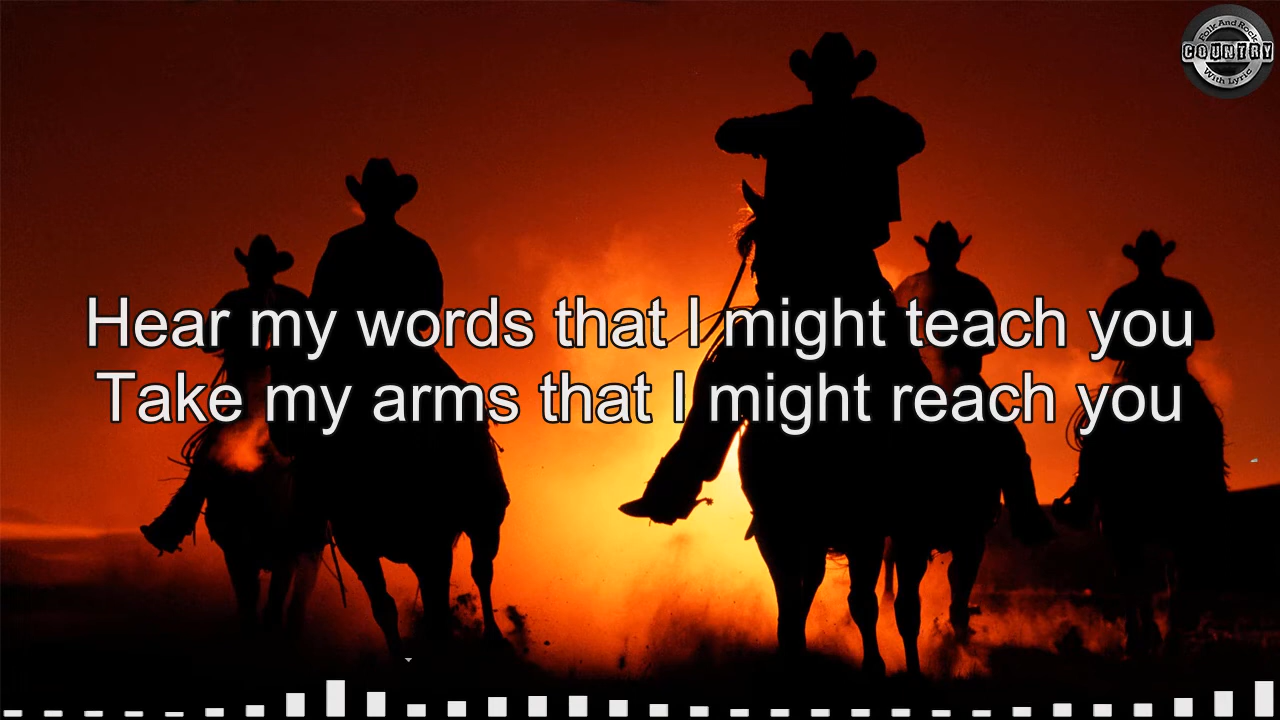 Folk And Rock
COUNTRY
With Lyric
Hear my words that I might teach you
Take my arms that I might reach you